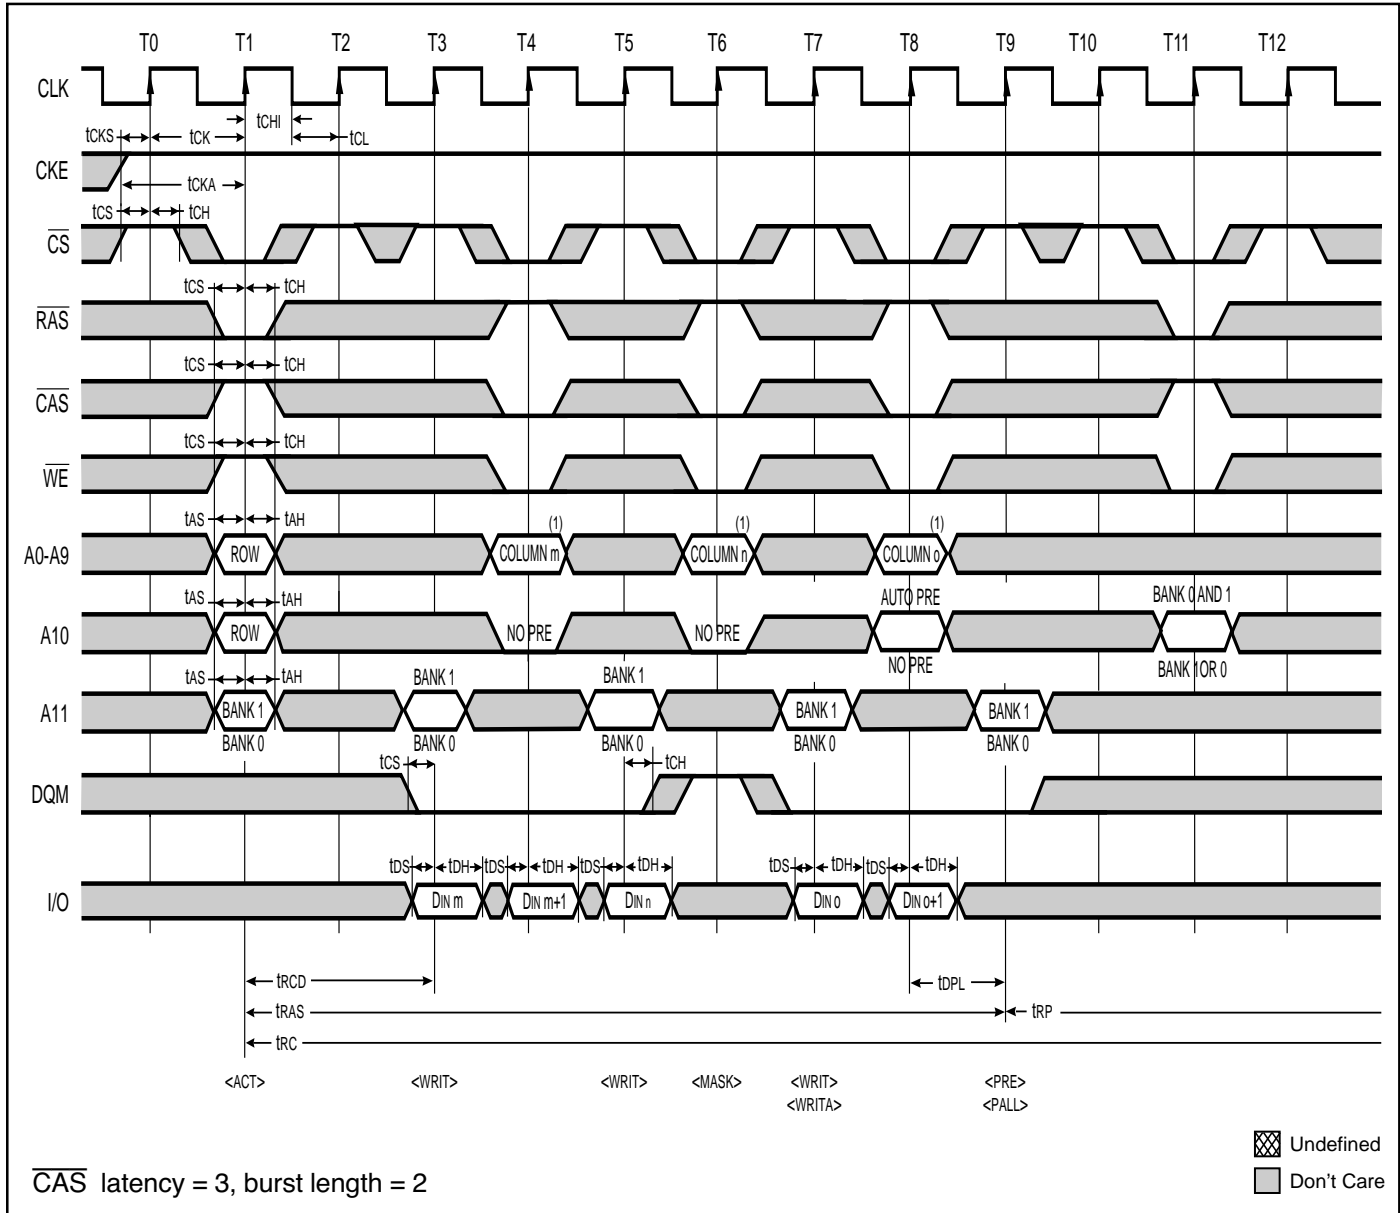 T0 T1 T2 T3 T4 T5 T6 T7 T8 T9 T10 T11 T12
CLK
tCHI
tCKS tCK tCL
CKE
tCKA
tCS tCH
CS
tCS tCH
RAS
tCS tCH
CAS
tCS tCH
WE
tAS tAH (1) (1) (1)
A0-A9 ROW COLUMN m COLUMN n COLUMN o
tAS tAH AUTO PRE BANK 0 AND 1
A10 ROW NO PRE NO PRE
NO PRE BANK 1 OR 0
tAS tAH BANK 1 BANK 1
A11 BANK 1 BANK 1 BANK 1
BANK 0 BANK 0 BANK 0 BANK 0 BANK 0
tCS tCH
DQM
tDS tDH tDS tDH tDS tDH tDS tDH tDS tDH
I/O DIN m DIN m+1 DIN n DIN o DIN o+1
tRCD tDPL
tRAS tRP
tRC
<ACT> <WRIT> <WRIT> <MASK> <WRIT> <PRE>
<WRITA> <PALL>
Undefined
Don't Care
CAS latency = 3, burst length = 2